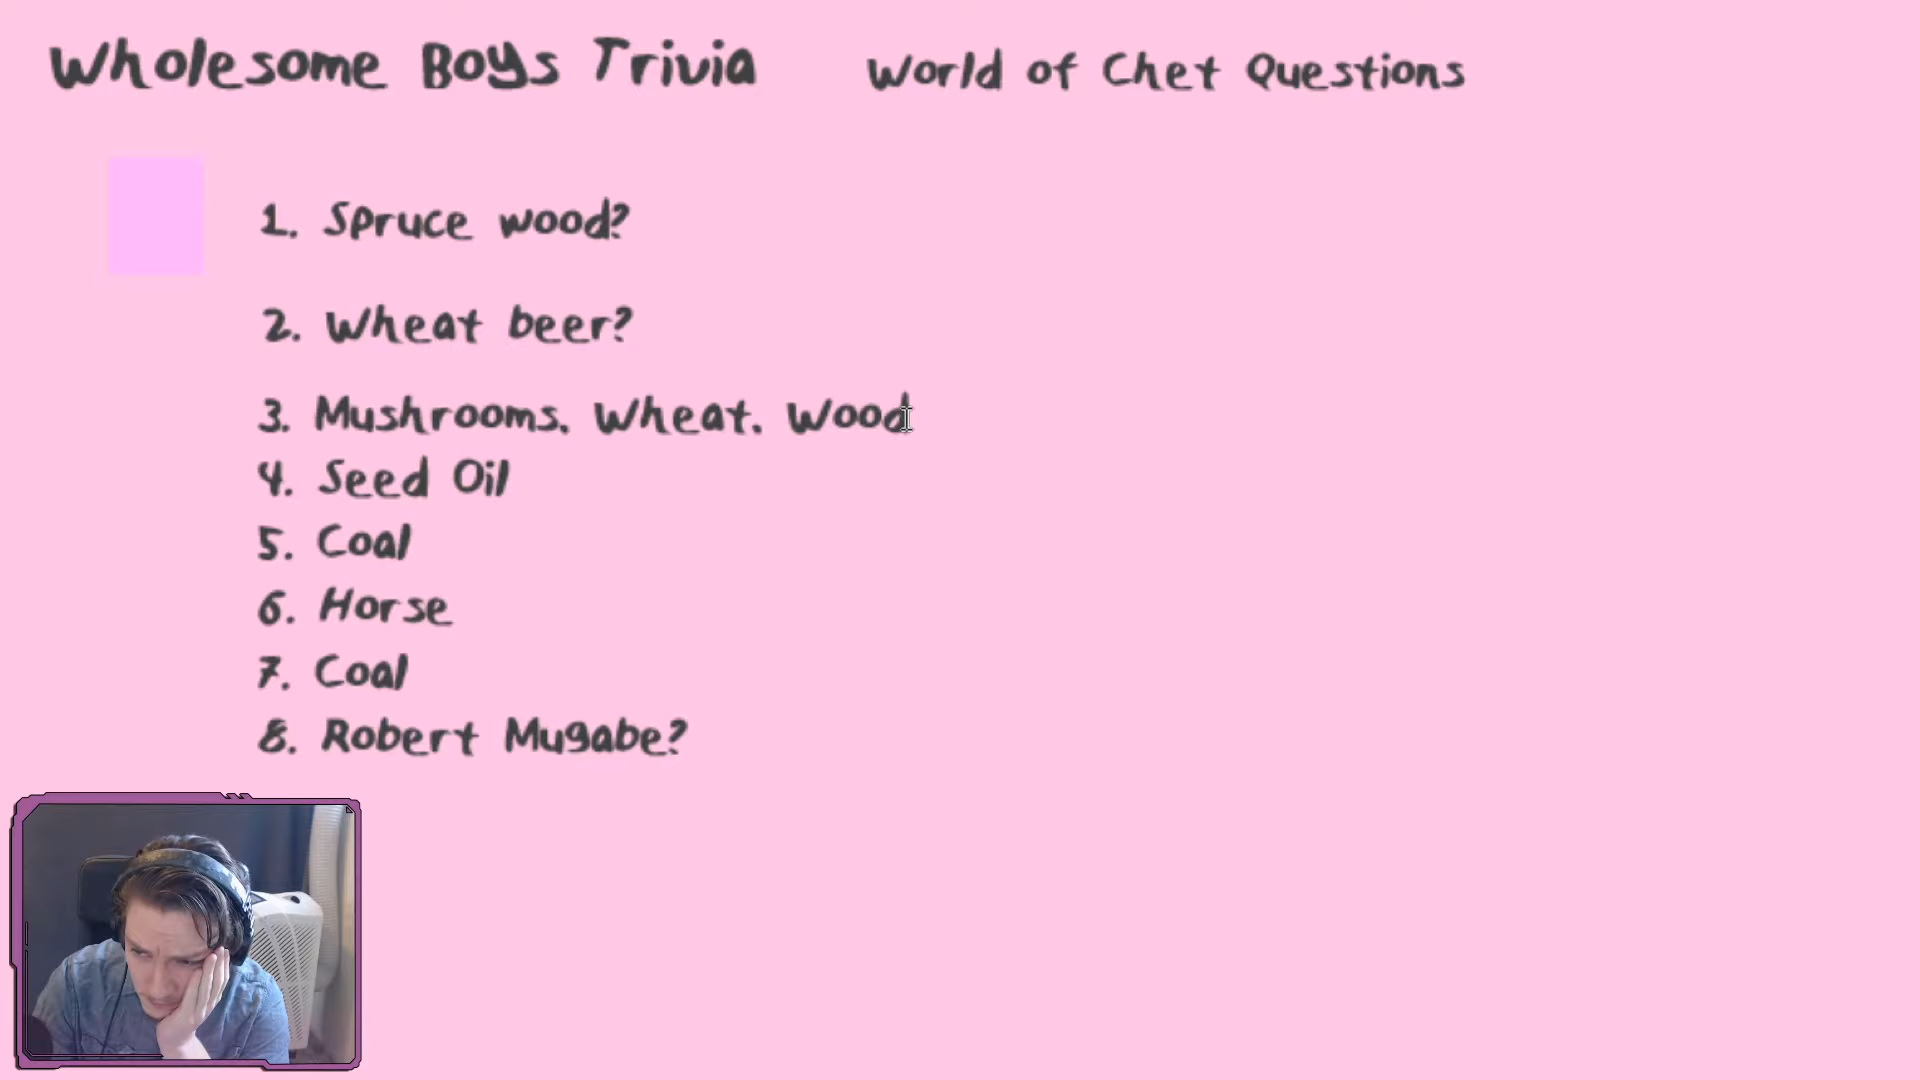 Wholesome Boys Trivia World of Chet Questions
1. Spruce wood?
2. Wheat beer?
3. Mushrooms. Wheat. Wood
4. Seed Oil
5. Coal
6. Horse
7. Coal
8. Robert Mugabe?